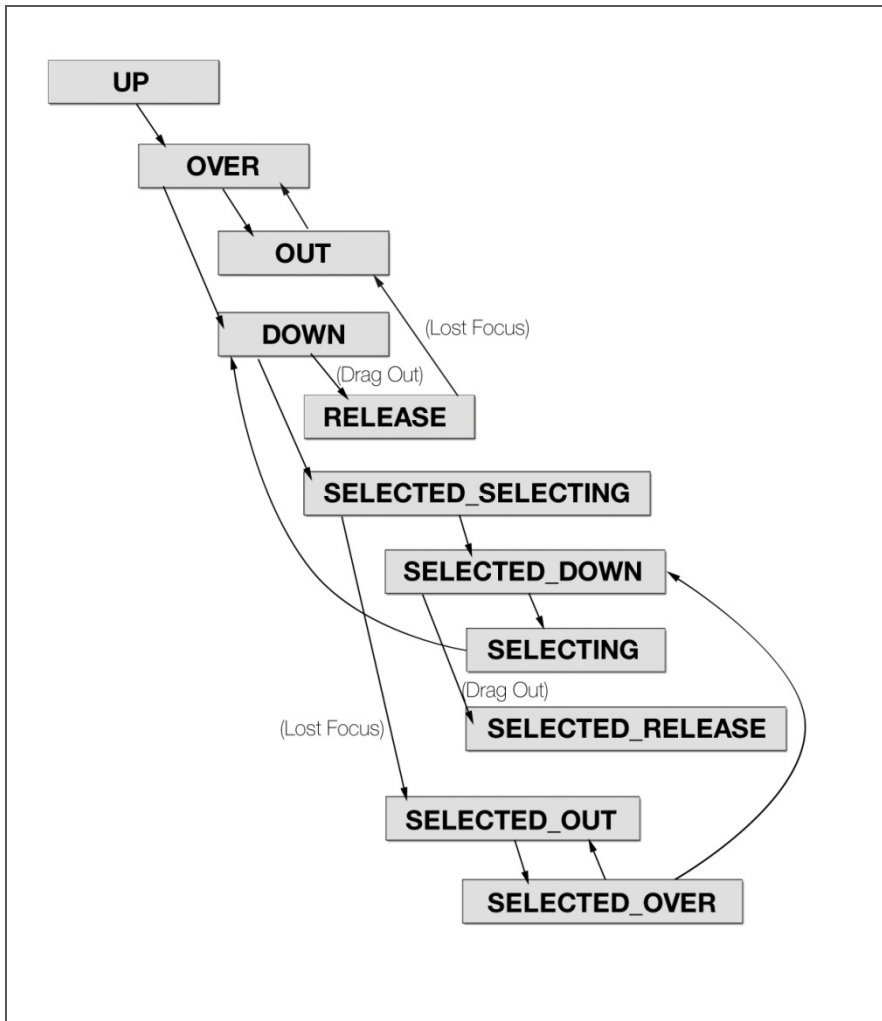 UP
OVER
OUT
(Lost Focus)
DOWN
(Drag Out)
RELEASE
SELECTED_SELECTING
SELECTED_DOWN
SELECTING
(Drag Out)
SELECTED_RELEASE
(Lost Focus)
SELECTED_OUT
SELECTED_OVER